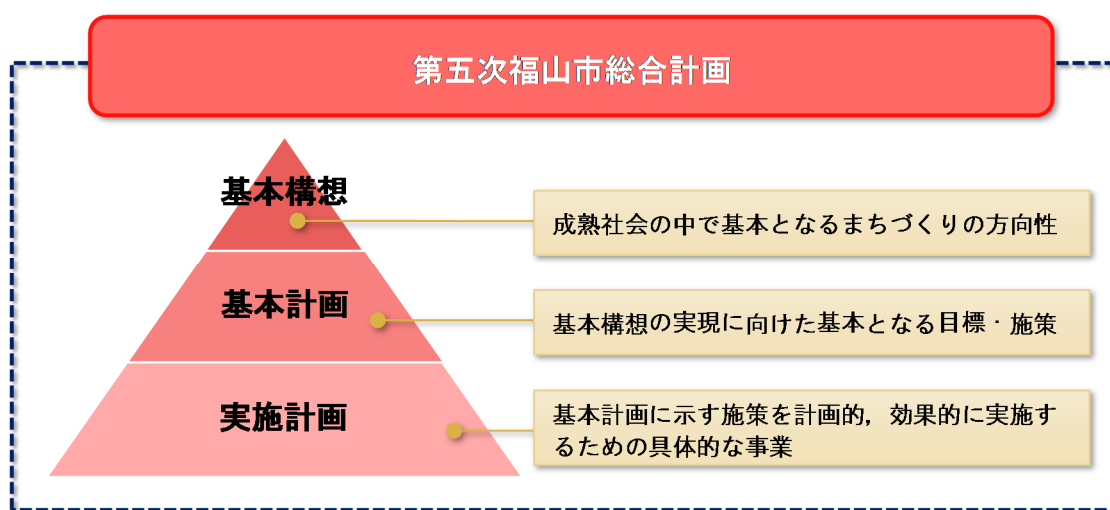 第五次福山市総合計画
基本構想
成熟社会の中で基本となるまちづくりの方向性
基本計画
基本構想の実現に向けた基本となる目標・施策
実施計画
基本計画に示す施策を計画的，効果的に実施す
るための具体的な事業